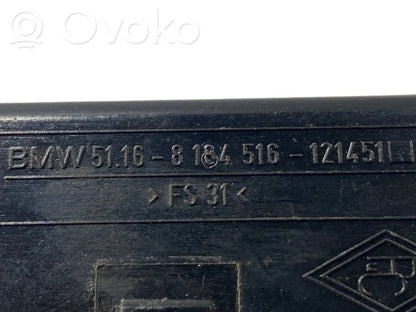 OVOKO
BMW 51.16 - 8 184 516 - 121451
> FS 31 <